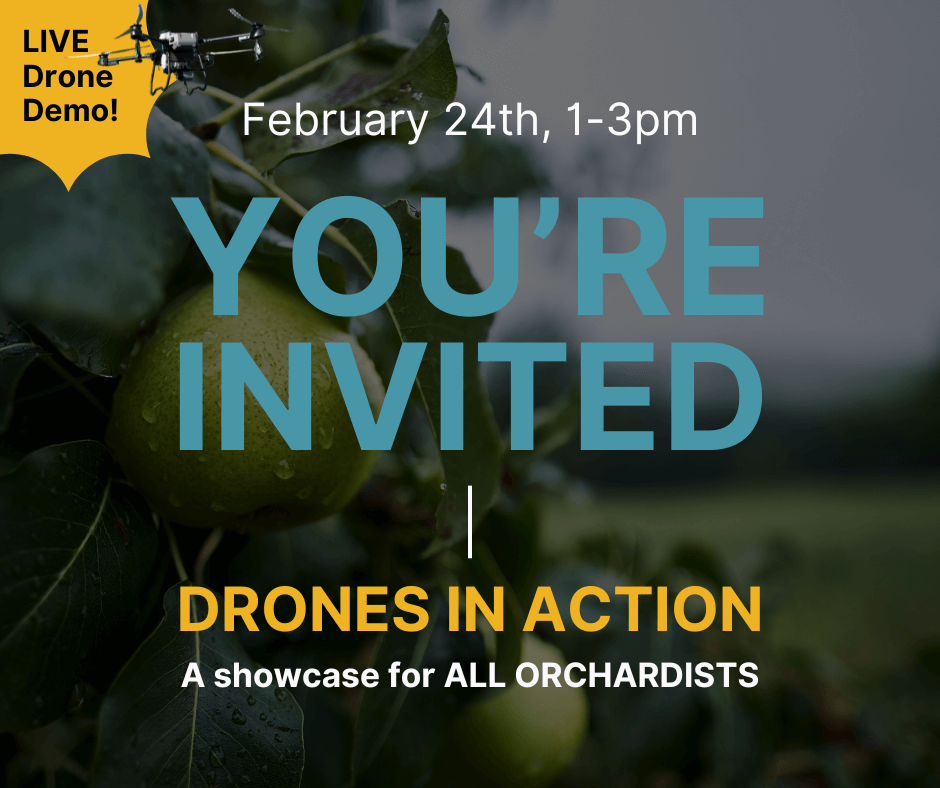 LIVE
Drone
Demo!
February 24th, 1-3pm
YOU’RE
INVITED
DRONES IN ACTION
A showcase for ALL ORCHARDISTS